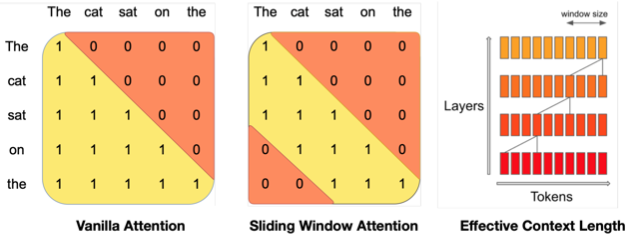 The cat sat on the
The 1 0 0 0 0
cat 1 1 0 0 0
sat 1 1 1 0 0
on 1 1 1 1 0
the 1 1 1 1 1
Vanilla Attention
The cat sat on the
1 0 0 0 0
1 1 0 0 0
1 1 1 0 0
0 1 1 1 0
0 0 1 1 1
Sliding Window Attention
window size
Layers
Tokens
Effective Context Length